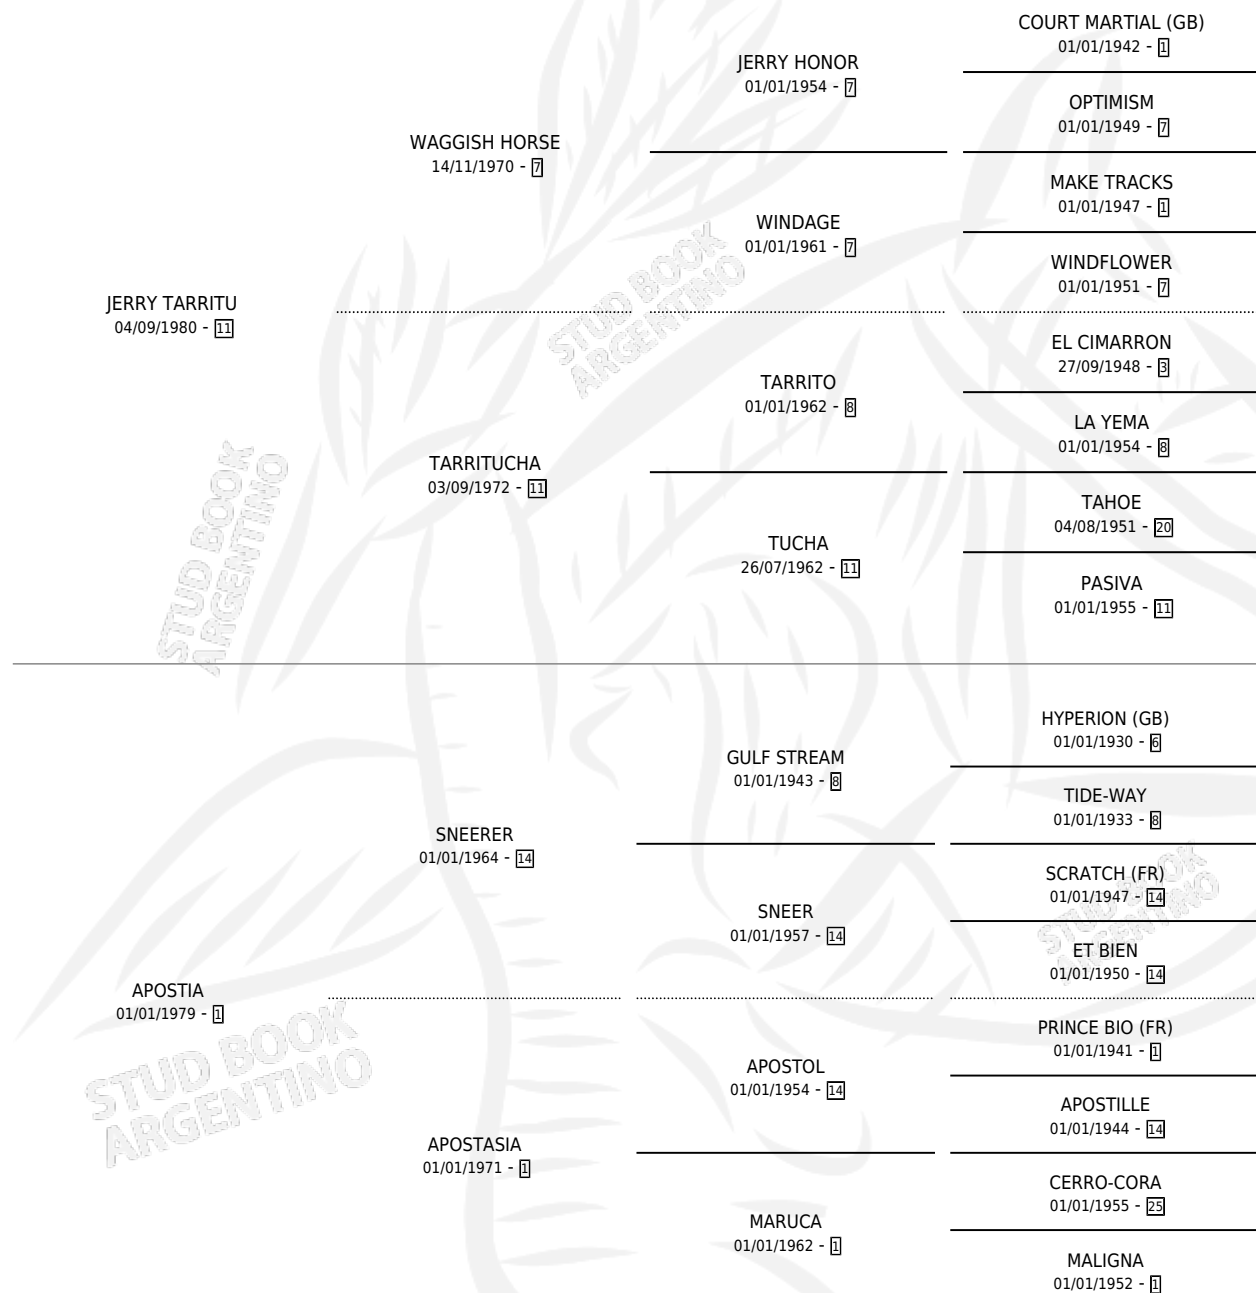 COURT MARTIAL (GB)
01/01/1942 - 1
JERRY HONOR
01/01/1954 - 7
OPTIMISM
01/01/1949 - 7
WAGGISH HORSE
14/11/1970 - 7
MAKE TRACKS
01/01/1947 - 1
WINDAGE
01/01/1961 - 7
WINDFLOWER
01/01/1951 - 7
JERRY TARRITU
04/09/1980 - 11
EL CIMARRON
27/09/1948 - 3
TARRITO
01/01/1962 - 8
LA YEMA
01/01/1954 - 8
TARRITUCHA
03/09/1972 - 11
TAHOE
04/08/1951 - 20
TUCHA
26/07/1962 - 11
PASIVA
01/01/1955 - 11
HYPERION (GB)
01/01/1930 - 6
GULF STREAM
01/01/1943 - 8
TIDE-WAY
01/01/1933 - 8
SNEERER
01/01/1964 - 14
SCRATCH (FR)
01/01/1947 - 14
SNEER
01/01/1957 - 14
ET BIEN
01/01/1950 - 14
APOSTIA
01/01/1979 - 1
PRINCE BIO (FR)
01/01/1941 - 1
APOSTOL
01/01/1954 - 14
APOSTILLE
01/01/1944 - 14
APOSTASIA
01/01/1971 - 1
CERRO-CORA
01/01/1955 - 25
MARUCA
01/01/1962 - 1
MALIGNA
01/01/1952 - 1
STUD BOOK
ARGENTINO
STUD BOOK
ARGENTINO
STUD BOOK
ARGENTINO
STUD BOOK
ARGENTINO